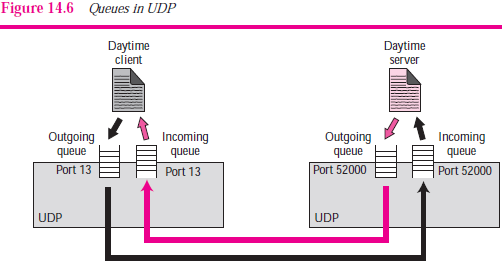 Figure 14.6 Queues in UDP
Daytime
client
Daytime
server
Outgoing
queue
Incoming
queue
Outgoing
queue
Incoming
queue
Port 13
Port 13
Port 52000
Port 52000
UDP
UDP